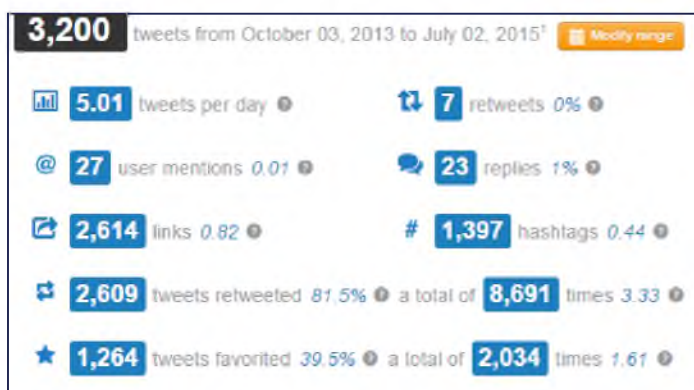 3,200 tweets from October 03, 2013 to July 02, 2015¹ Modify range
5.01 tweets per day 7 retweets 0%
@ 27 user mentions 0.01 23 replies 1%
2,614 links 0.82 # 1,397 hashtags 0.44
2,609 tweets retweeted 81.5% a total of 8,691 times 3.33
1,264 tweets favorited 39.5% a total of 2,034 times 1.61